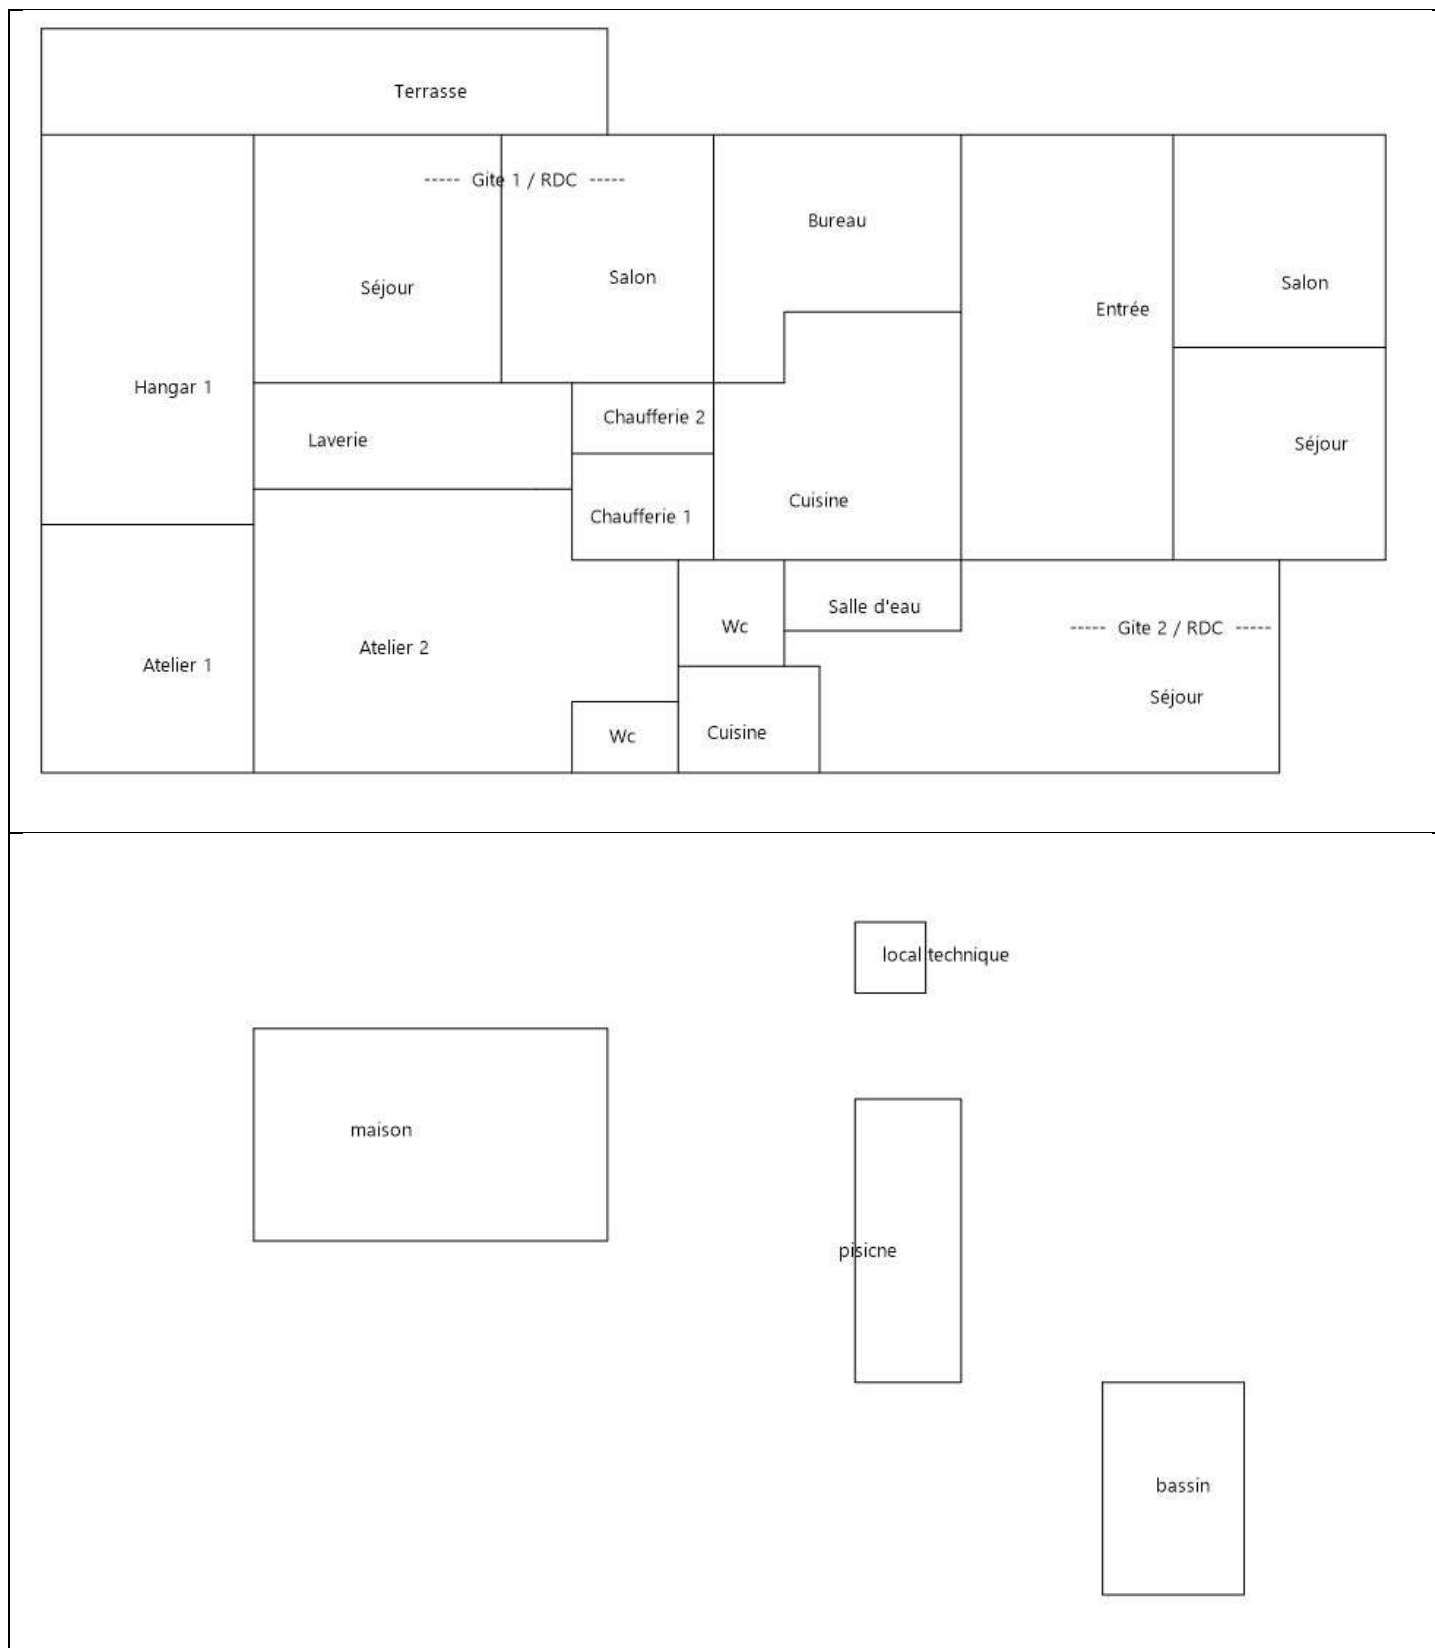 Terrasse
----- Gite 1 / RDC -----
Bureau
Séjour
Salon
Salon
Entrée
Hangar 1
Chaufferie 2
Laverie
Séjour
Cuisine
Chaufferie 1
Salle d'eau
Wc
----- Gite 2 / RDC -----
Atelier 2
Atelier 1
Séjour
Wc
Cuisine
local technique
maison
pisicne
bassin